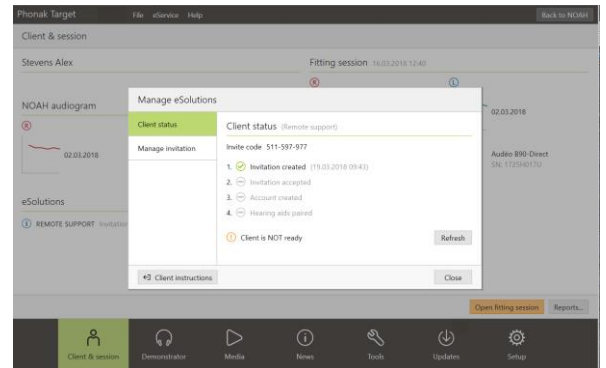 Phonak Target File eService Help Back to NOAH
Client & session
Stevens Alex
Fitting session 16.03.2018 12:40
R L
NOAH audiogram
R
02.03.2018
02.03.2018
Audéo B90-Direct
SN: 1725H017U
eSolutions
REMOTE SUPPORT Invitation
Manage eSolutions
Client status
Manage invitation
Client status (Remote support)
Invite code 511-597-977
1. Invitation created (19.03.2018 09:43)
2. Invitation accepted
3. Account created
4. Hearing aids paired
Client is NOT ready Refresh
Client instructions Close
Open fitting session Reports...
Client & session Demonstrator Media News Tools Updates Setup